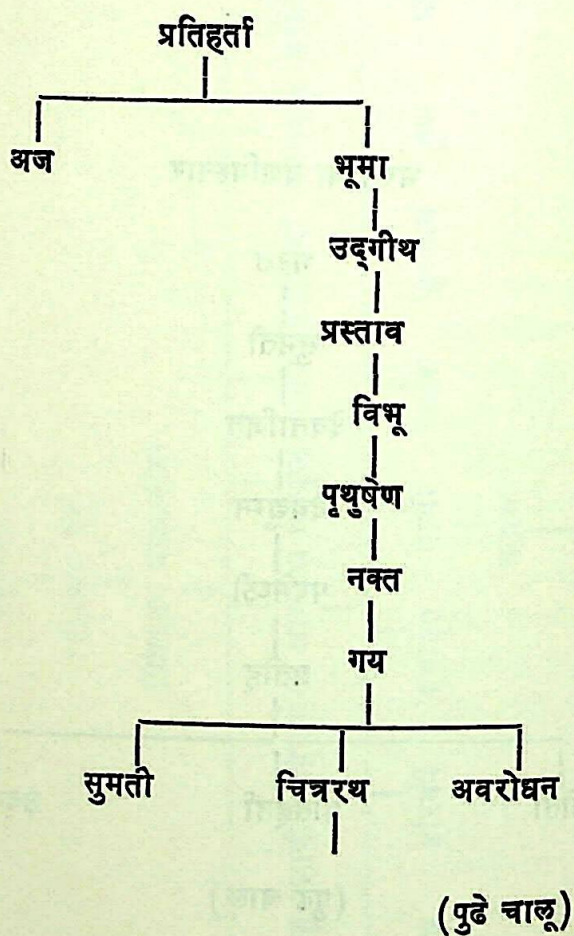 प्रतिहर्ता
अज भूमा
उद्‌गीथ
प्रस्ताव
विभू
पृथुषेण
नक्त
गय
सुमती चित्ररथ अवरोधन
(पुढे चालू)